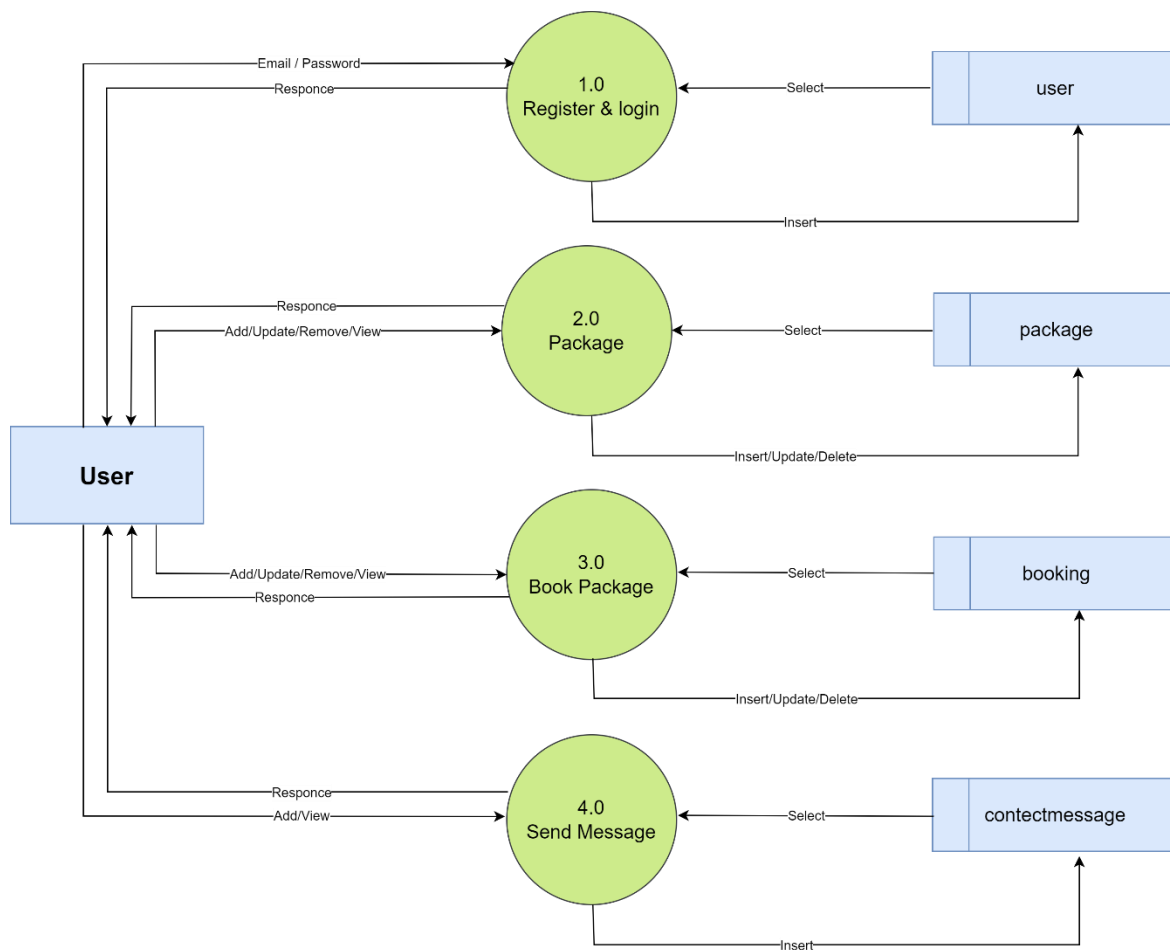 Email / Password
Responce
1.0
Register & login
Select
user
Insert
Responce
Add/Update/Remove/View
2.0
Package
Select
package
Insert/Update/Delete
User
Add/Update/Remove/View
Responce
3.0
Book Package
Select
booking
Insert/Update/Delete
Responce
Add/View
4.0
Send Message
Select
contectmessage
Insert